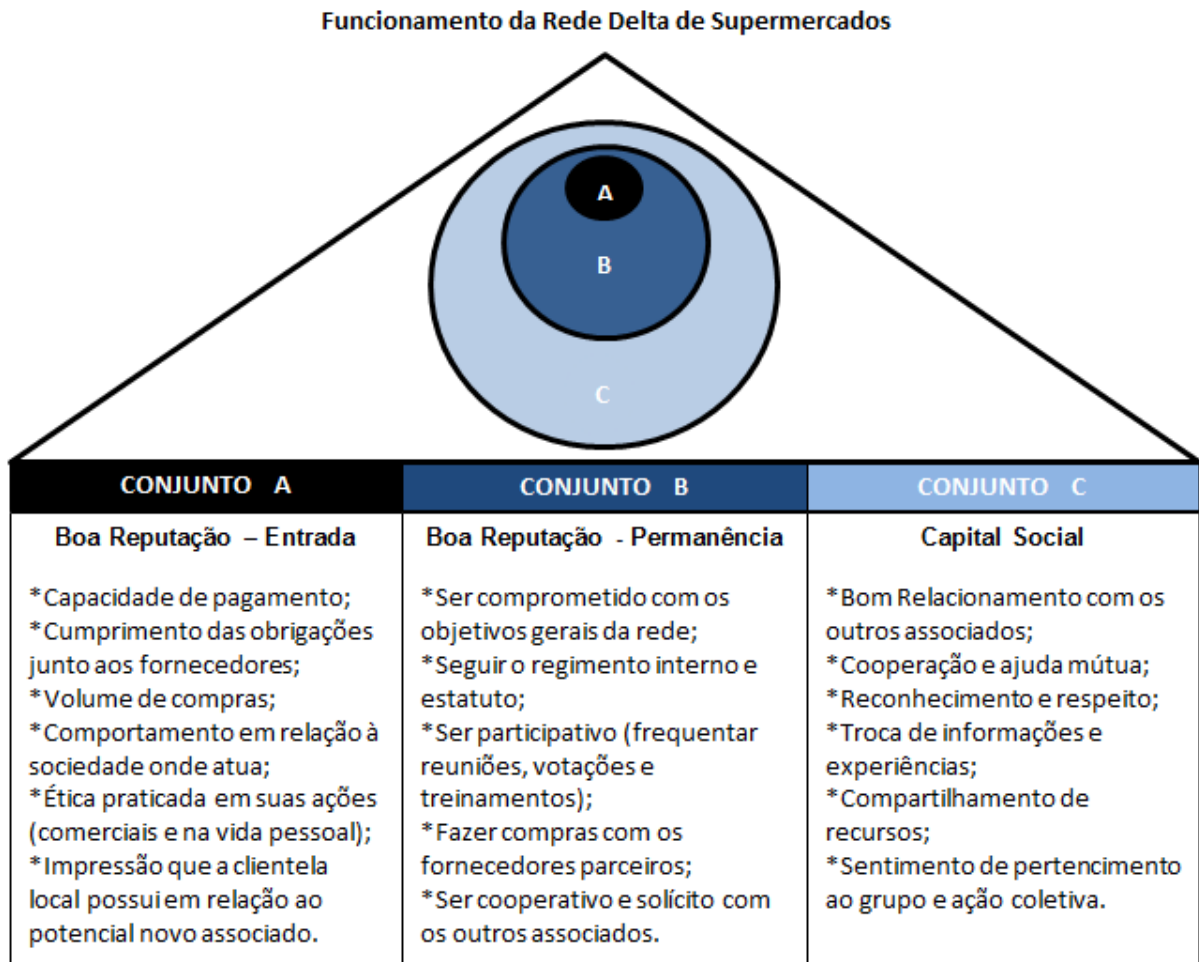 Funcionamento da Rede Delta de Supermercados
A
B
C
CONJUNTO A
CONJUNTO B
CONJUNTO C
Boa Reputação – Entrada
*Capacidade de pagamento;
*Cumprimento das obrigações
junto aos fornecedores;
*Volume de compras;
*Comportamento em relação à
sociedade onde atua;
*Ética praticada em suas ações
(comerciais e na vida pessoal);
*Impressão que a clientela
local possui em relação ao
potencial novo associado.
Boa Reputação - Permanência
*Ser comprometido com os
objetivos gerais da rede;
*Seguir o regimento interno e
estatuto;
*Ser participativo (frequentar
reuniões, votações e
treinamentos);
*Fazer compras com os
fornecedores parceiros;
*Ser cooperativo e solícito com
os outros associados.
Capital Social
*Bom Relacionamento com os
outros associados;
*Cooperação e ajuda mútua;
*Reconhecimento e respeito;
*Troca de informações e
experiências;
*Compartilhamento de
recursos;
*Sentimento de pertencimento
ao grupo e ação coletiva.